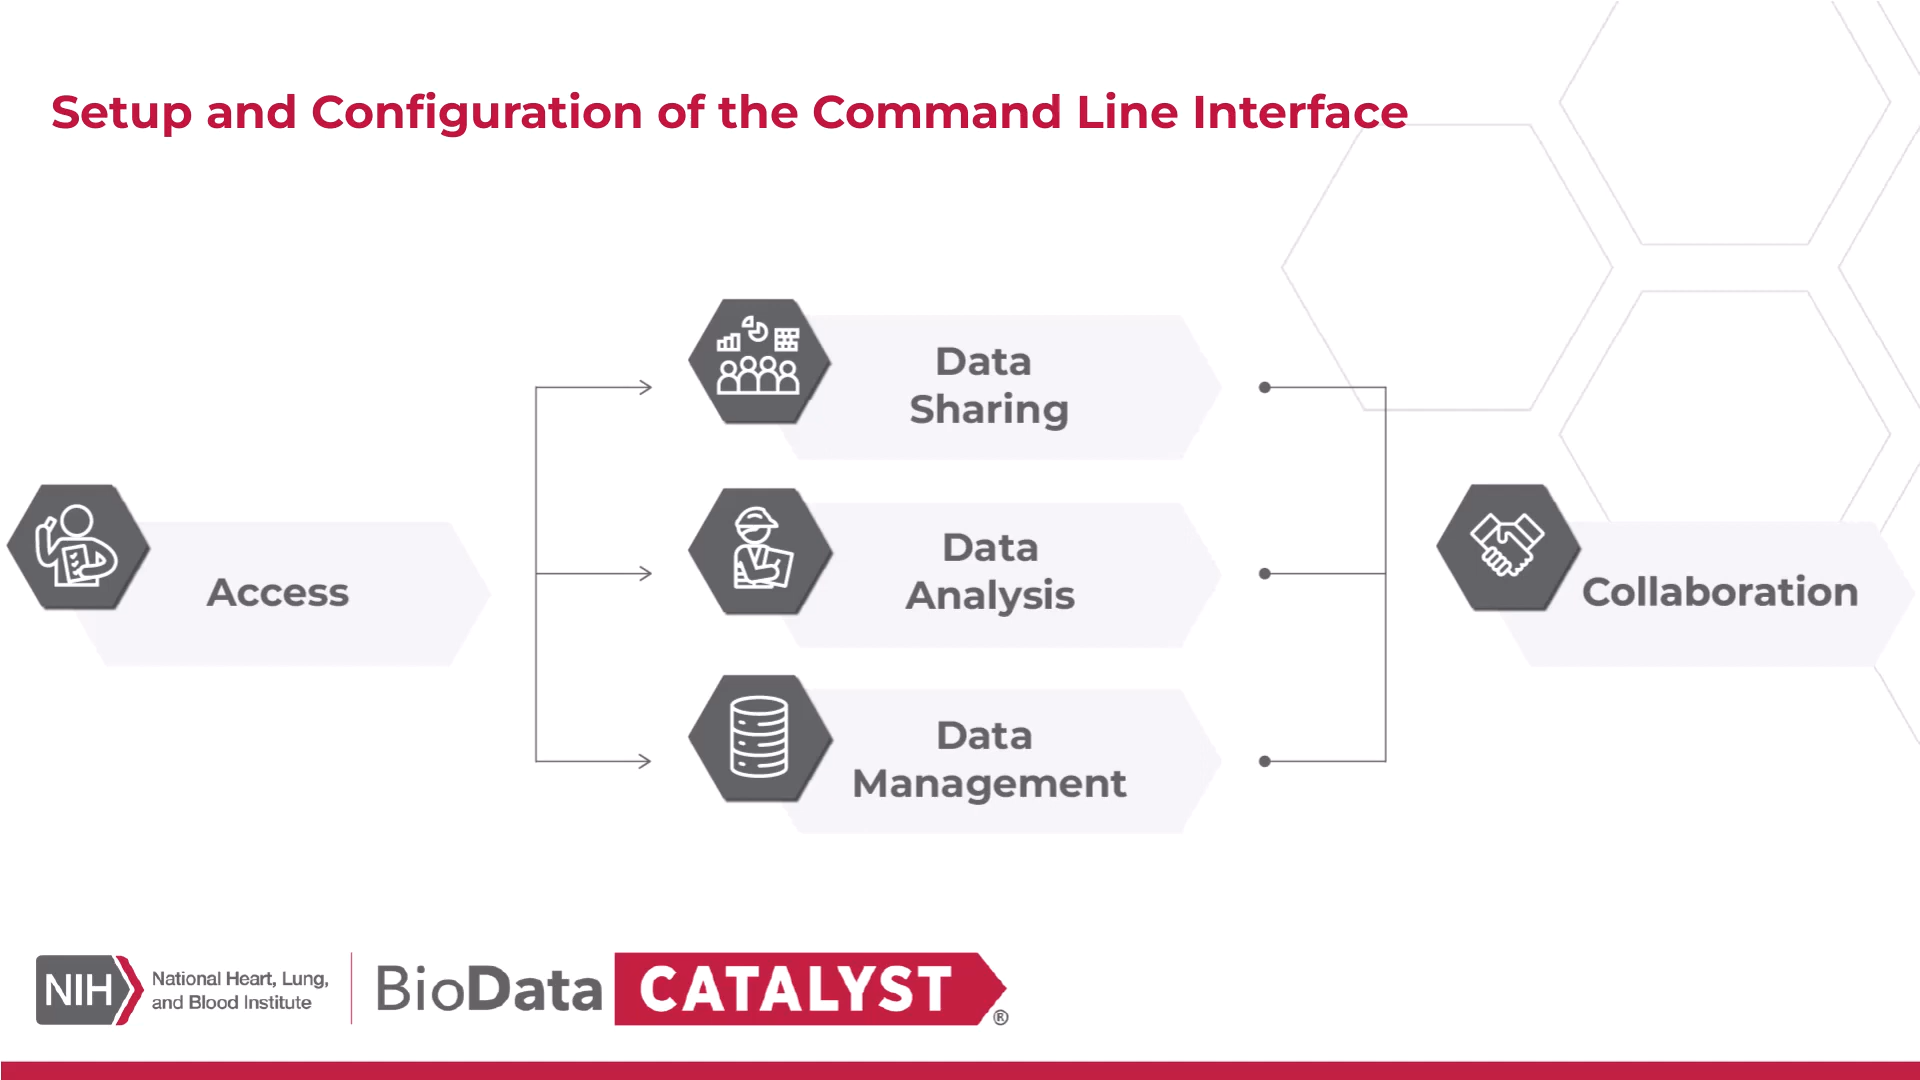 Setup and Configuration of the Command Line Interface
Access
Data
Sharing
Data
Analysis
Data
Management
Collaboration
NIH
National Heart, Lung,
and Blood Institute
BioData CATALYST®